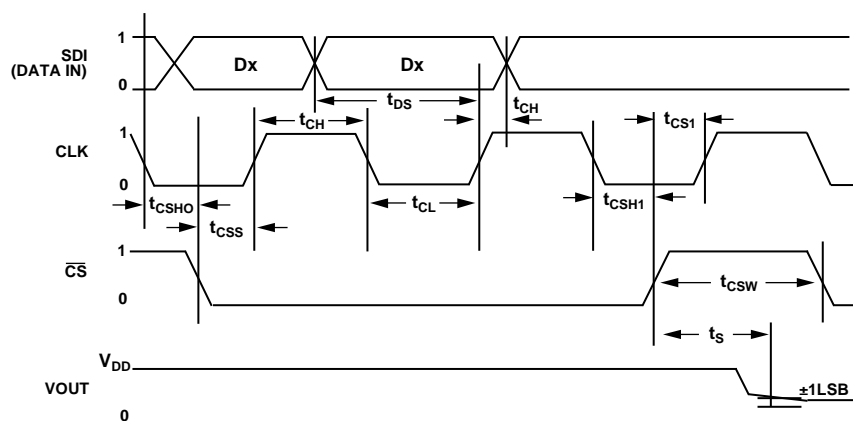 SDI
(DATA IN)
1
0
Dx
Dx
tDS
tCH
tCH
tCS1
CLK
1
0
tCSHO
tCSS
tCL
tCSH1
CS
1
0
tCSW
tS
VDD
VOUT
0
±1LSB